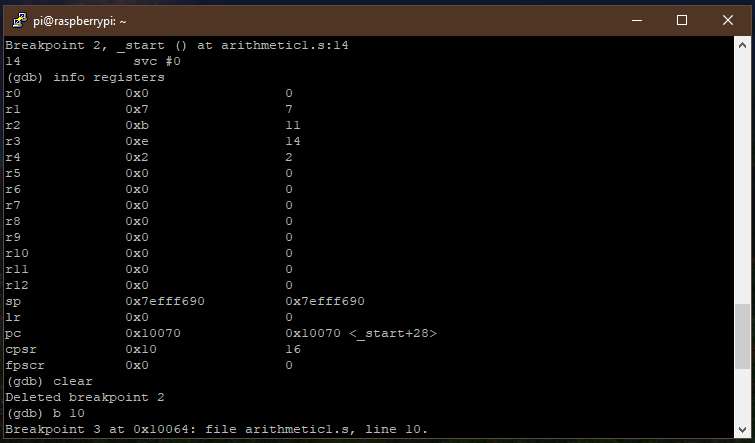 pi@raspberrypi: ~
Breakpoint 2, _start () at arithmetic1.s:14
14 svc #0
(gdb) info registers
r0 0x0 0
r1 0x7 7
r2 0xb 11
r3 0xe 14
r4 0x2 2
r5 0x0 0
r6 0x0 0
r7 0x0 0
r8 0x0 0
r9 0x0 0
r10 0x0 0
r11 0x0 0
r12 0x0 0
sp 0x7efff690 0x7efff690
lr 0x0 0
pc 0x10070 0x10070 <_start+28>
cpsr 0x10 16
fpscr 0x0 0
(gdb) clear
Deleted breakpoint 2
(gdb) b 10
Breakpoint 3 at 0x10064: file arithmetic1.s, line 10.